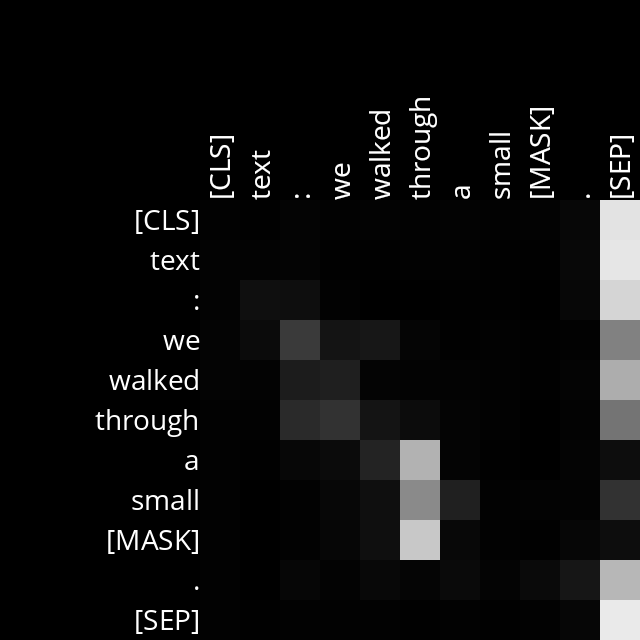 [CLS] text : we walked through a small [MASK] . [SEP]
[CLS]
text
:
we
walked
through
a
small
[MASK]
.
[SEP]